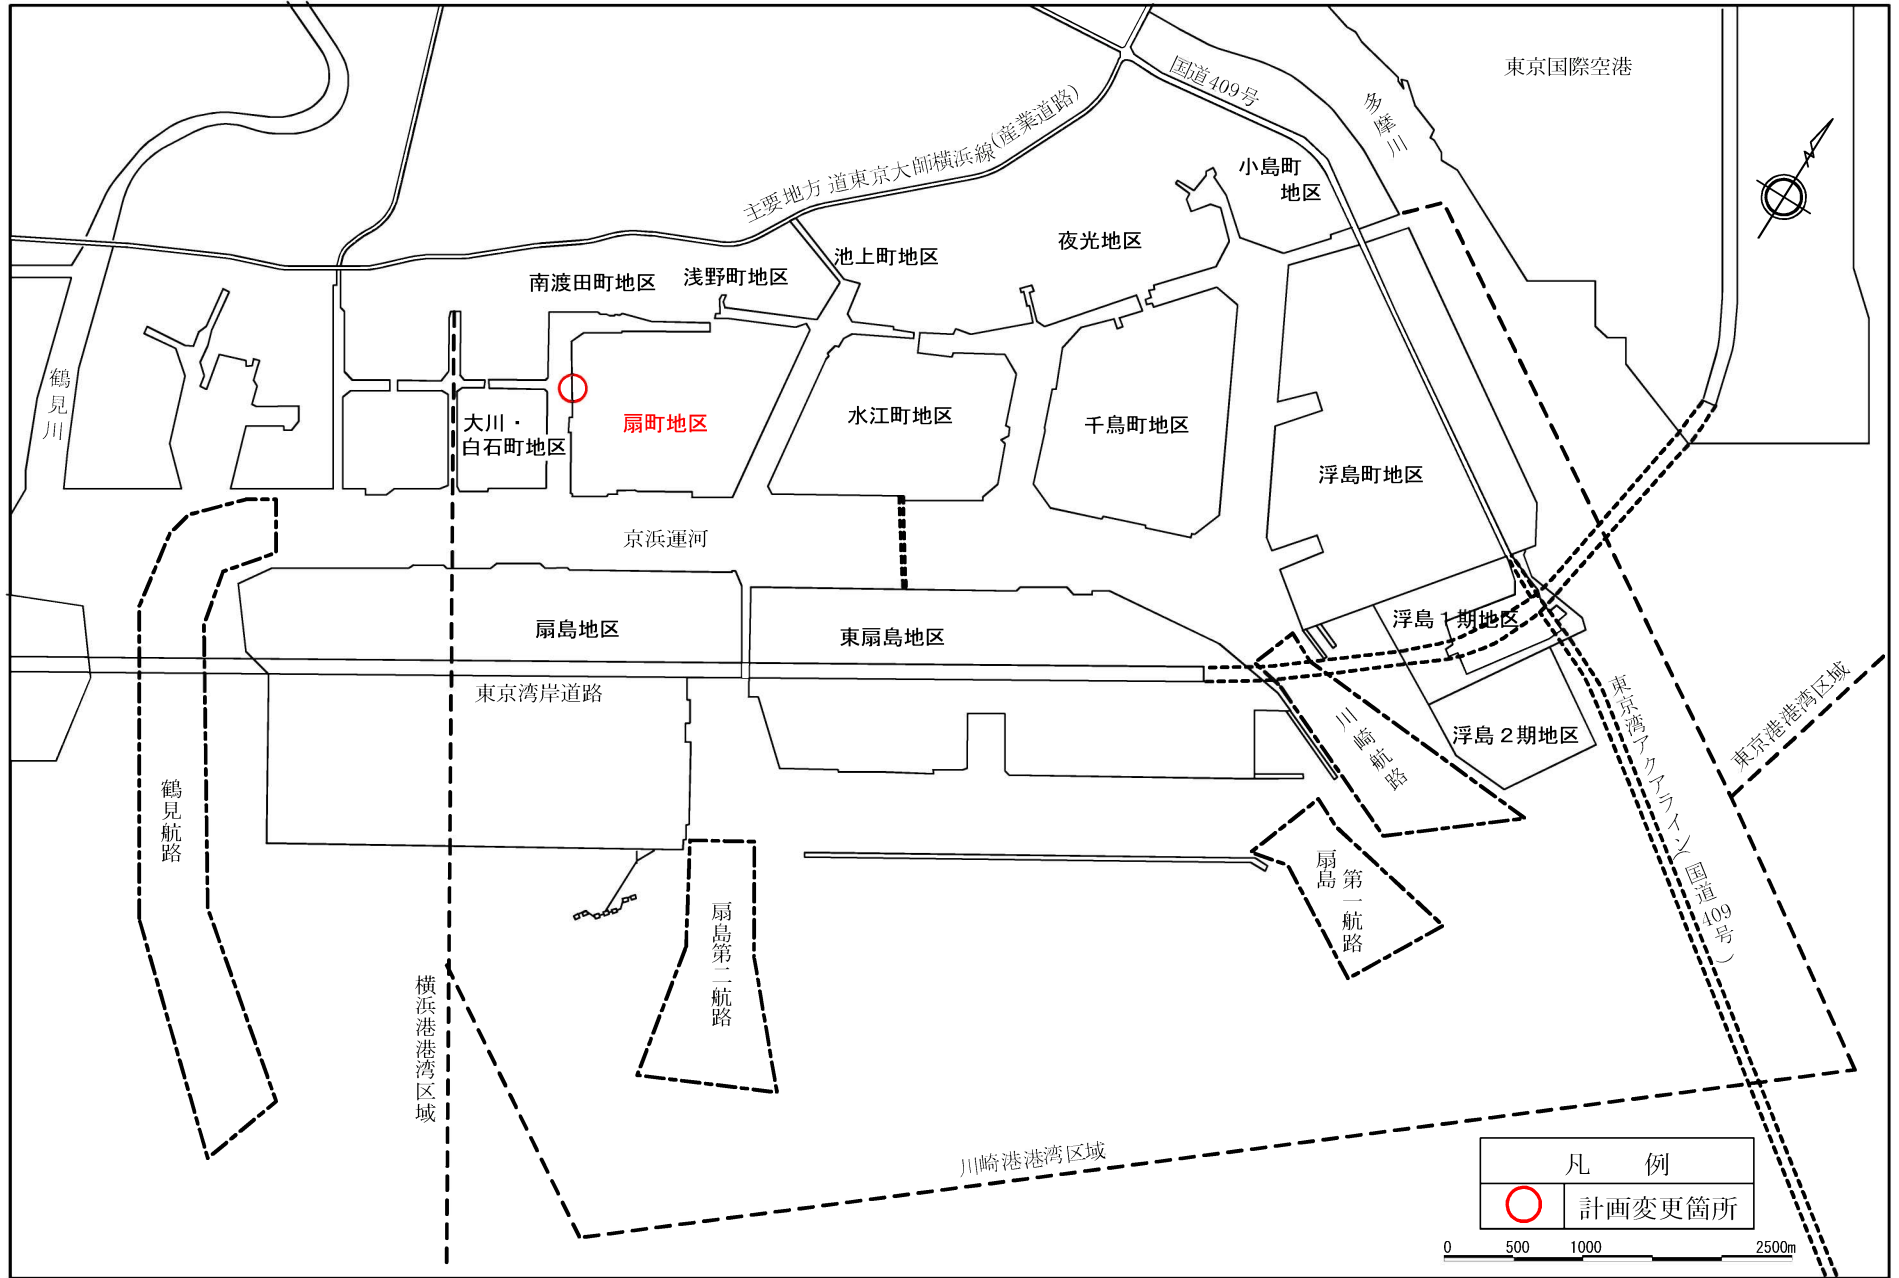 東京国際空港
国道409号
多摩川
主要地方道東京大師横浜線(産業道路)
小島町
地区
夜光地区
池上町地区
浅野町地区
南渡田町地区
鶴見川
大川・
白石町地区
扇町地区
水江町地区
千鳥町地区
浮島町地区
京浜運河
扇島地区
東扇島地区
浮島1期地区
東京湾岸道路
浮島2期地区
川崎航路
東京湾アクアライン(国道409号)
東京港港湾区域
鶴見航路
扇島
第一航路
扇島第二航路
横浜港港湾区域
川崎港港湾区域
凡 例
計画変更箇所
0 500 1000 2500m